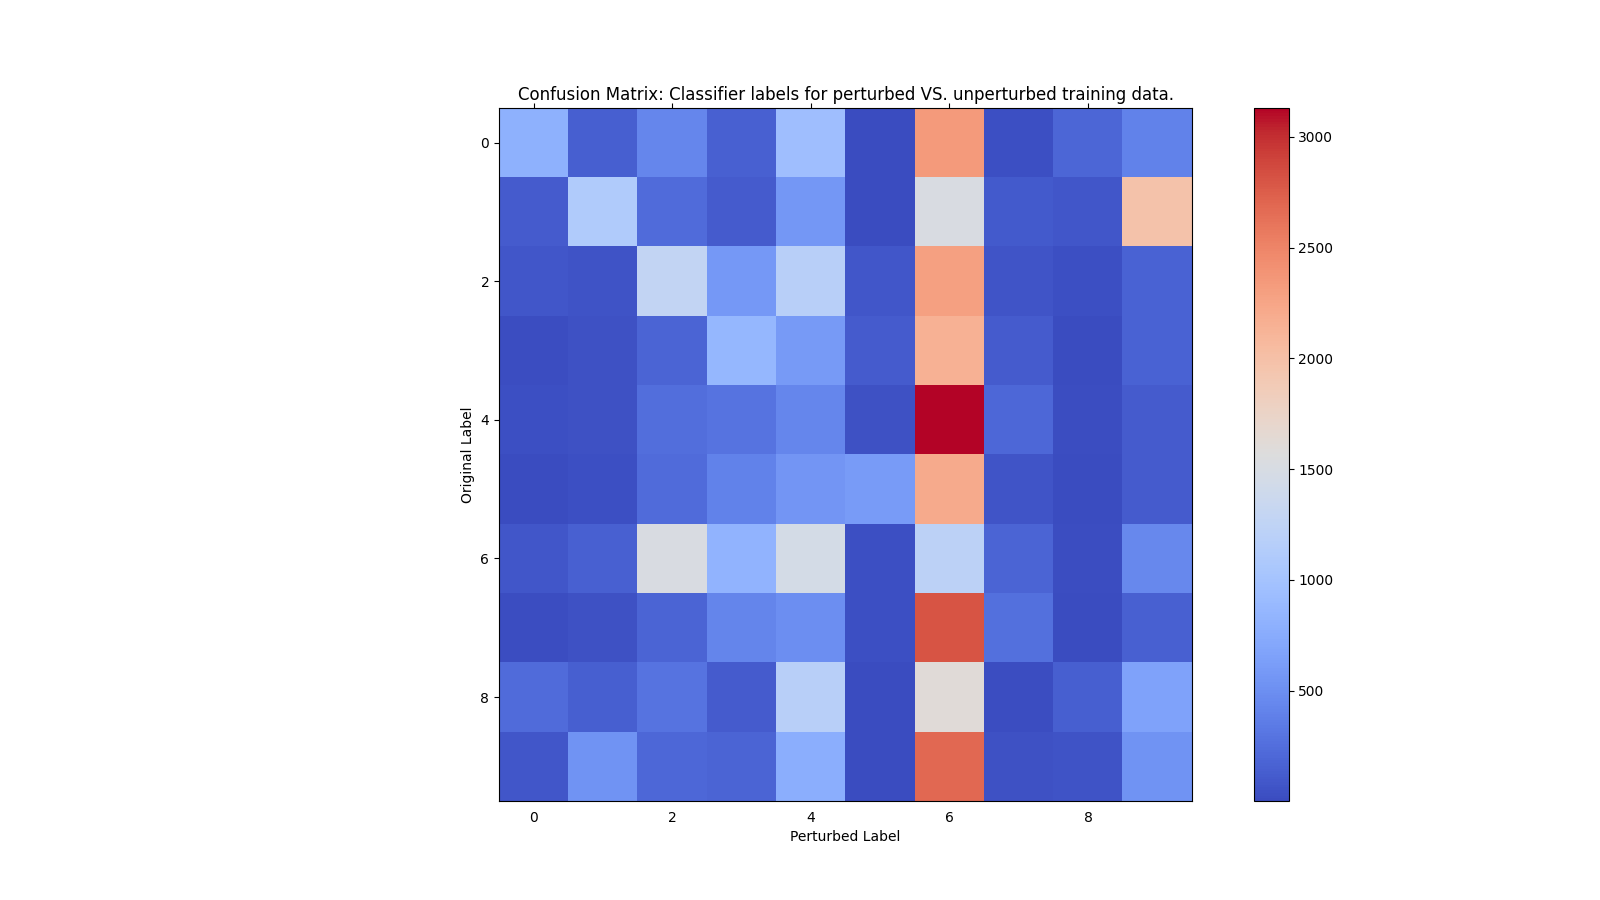 Confusion Matrix: Classifier labels for perturbed VS. unperturbed training data.
0
2
4
6
8
Original Label
0 2 4 6 8
Perturbed Label
3000
2500
2000
1500
1000
500